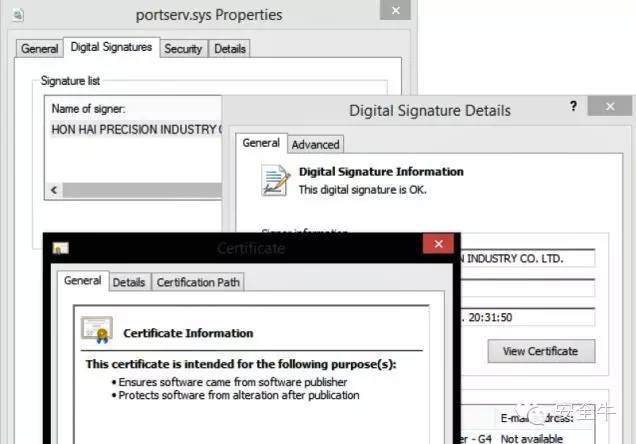 portserv.sys Properties
General
Digital Signatures
Security
Details
Signature list
Name of signer:
HON HAI PRECISION INDUSTRY
Digital Signature Details
General
Advanced
Digital Signature Information
This digital signature is OK.
Signer information
INDUSTRY CO. LTD.
20:31:50
View Certificate
E-mail address:
- G4 Not available
Certificate
General
Details
Certification Path
Certificate Information
This certificate is intended for the following purpose(s):
• Ensures software came from software publisher
• Protects software from alteration after publication
安全牛